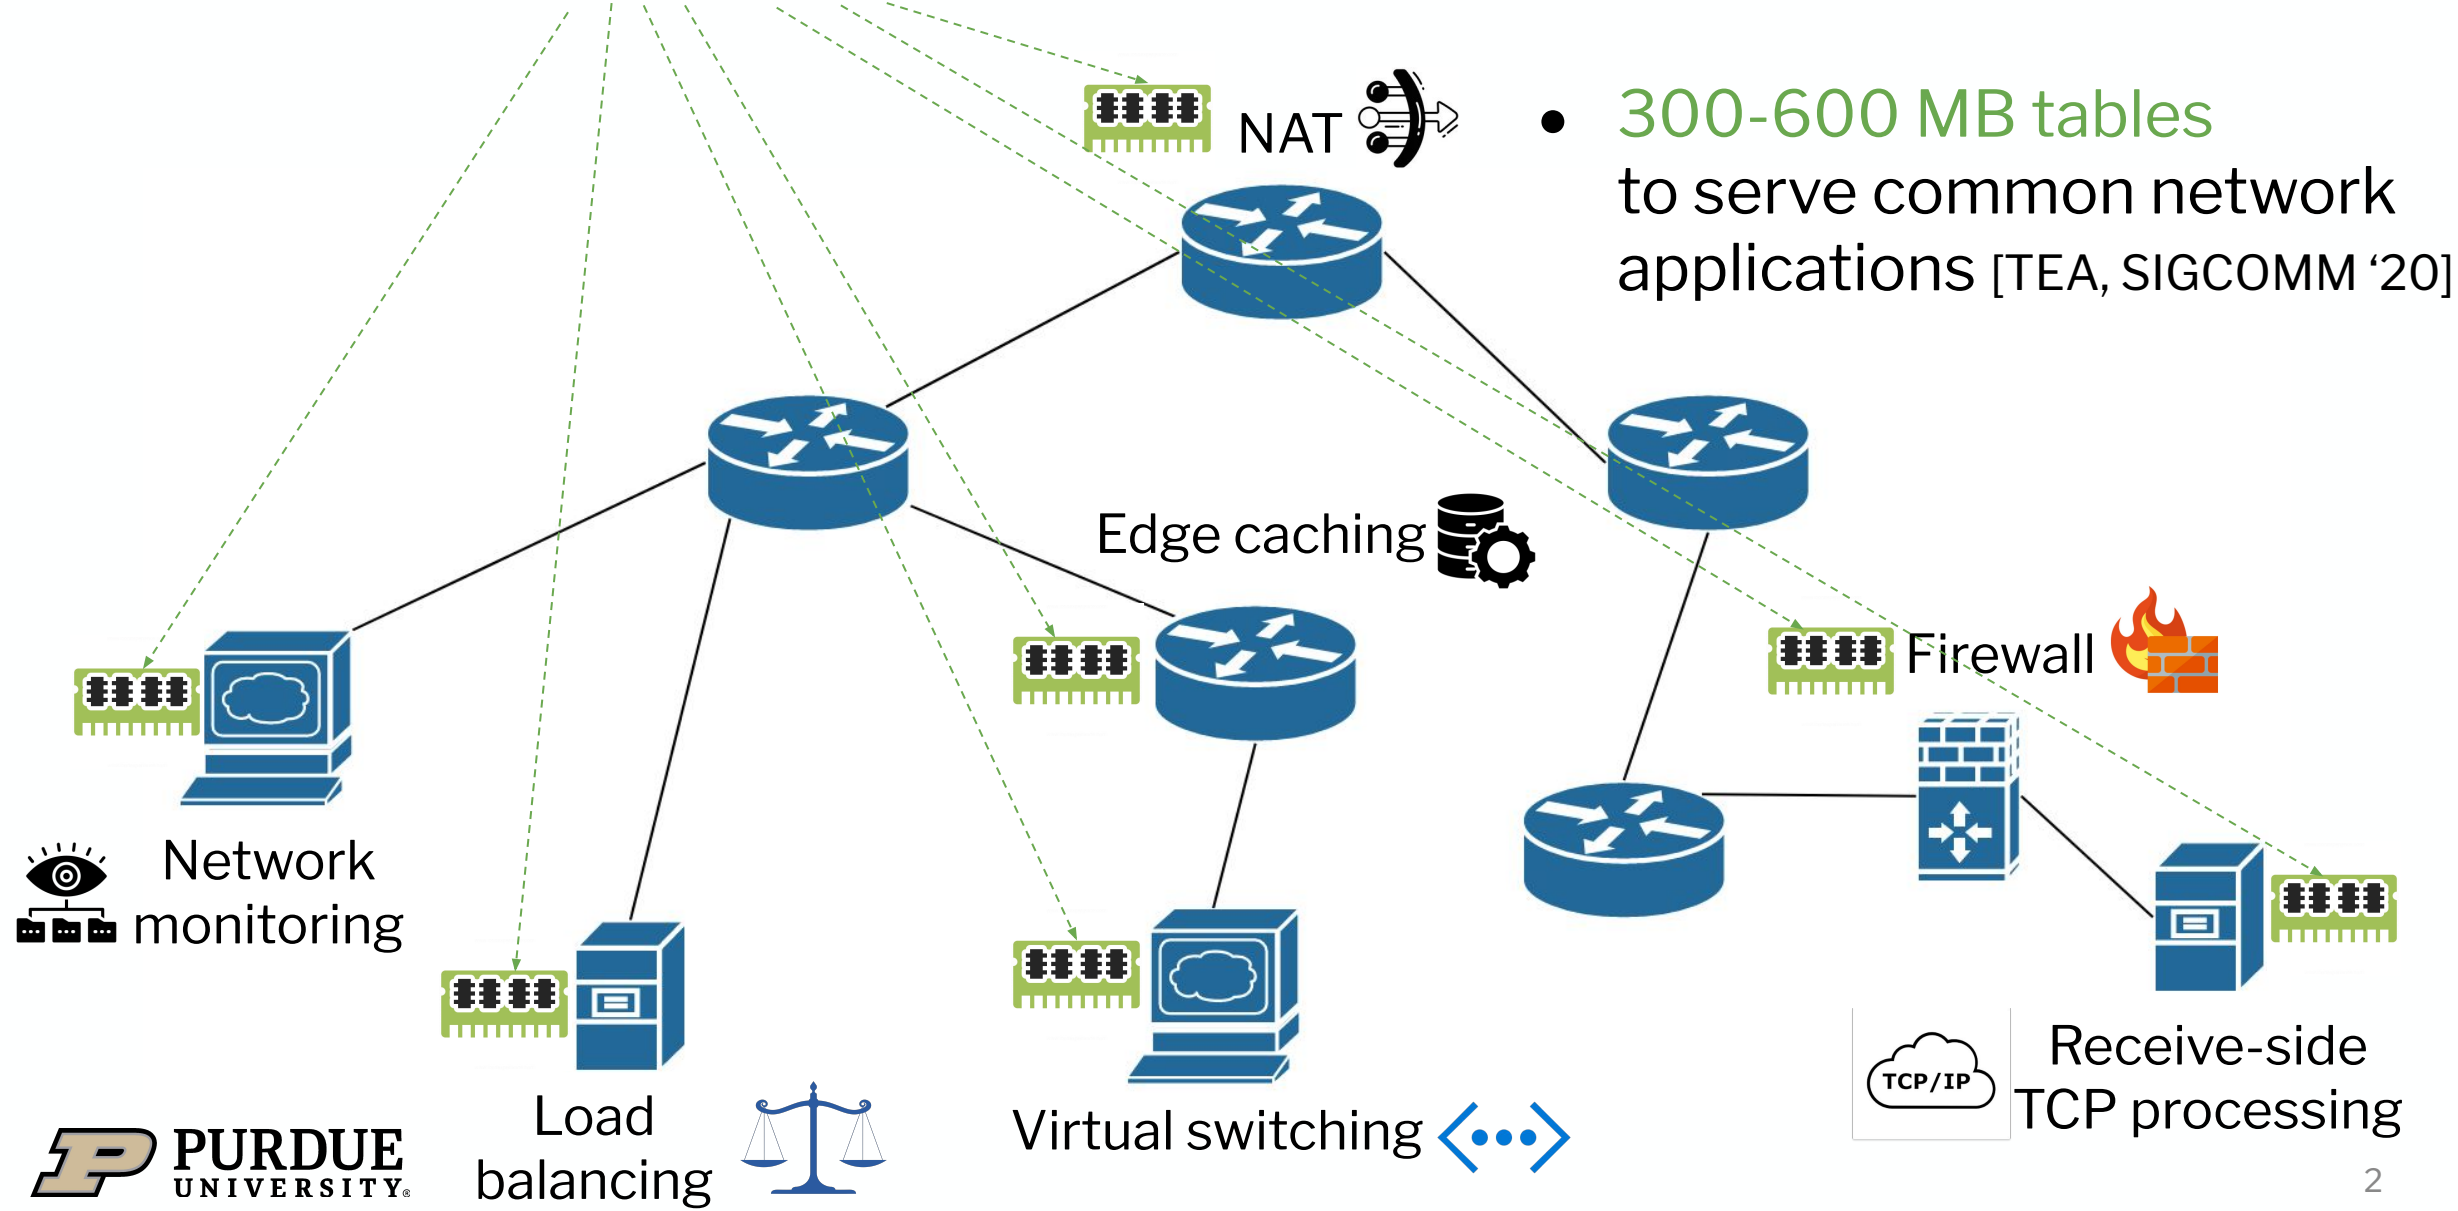 NAT
• 300-600 MB tables
to serve common network
applications [TEA, SIGCOMM ‘20]
Edge caching
Firewall
Network
monitoring
Load
balancing
Virtual switching
TCP/IP
Receive-side
TCP processing
PURDUE
UNIVERSITY®
2